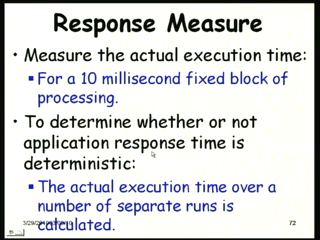 Response Measure
• Measure the actual execution time:
▪ For a 10 millisecond fixed block of
processing.
• To determine whether or not
application response time is
deterministic:
▪ The actual execution time over a
number of separate runs is
calculated.
72